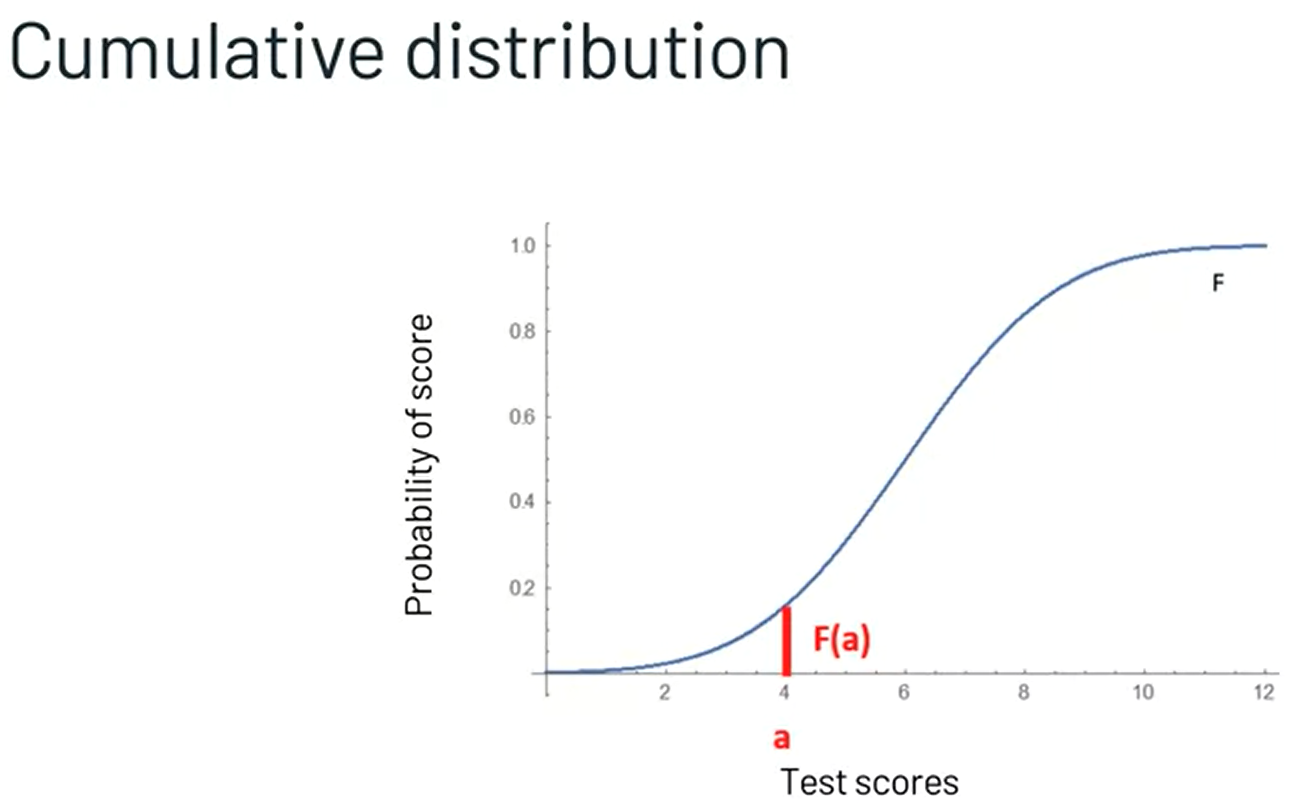 Cumulative distribution
Probability of score
1.0
F
0.8
0.6
0.4
0.2
F(a)
2 4 6 8 10 12
a
Test scores